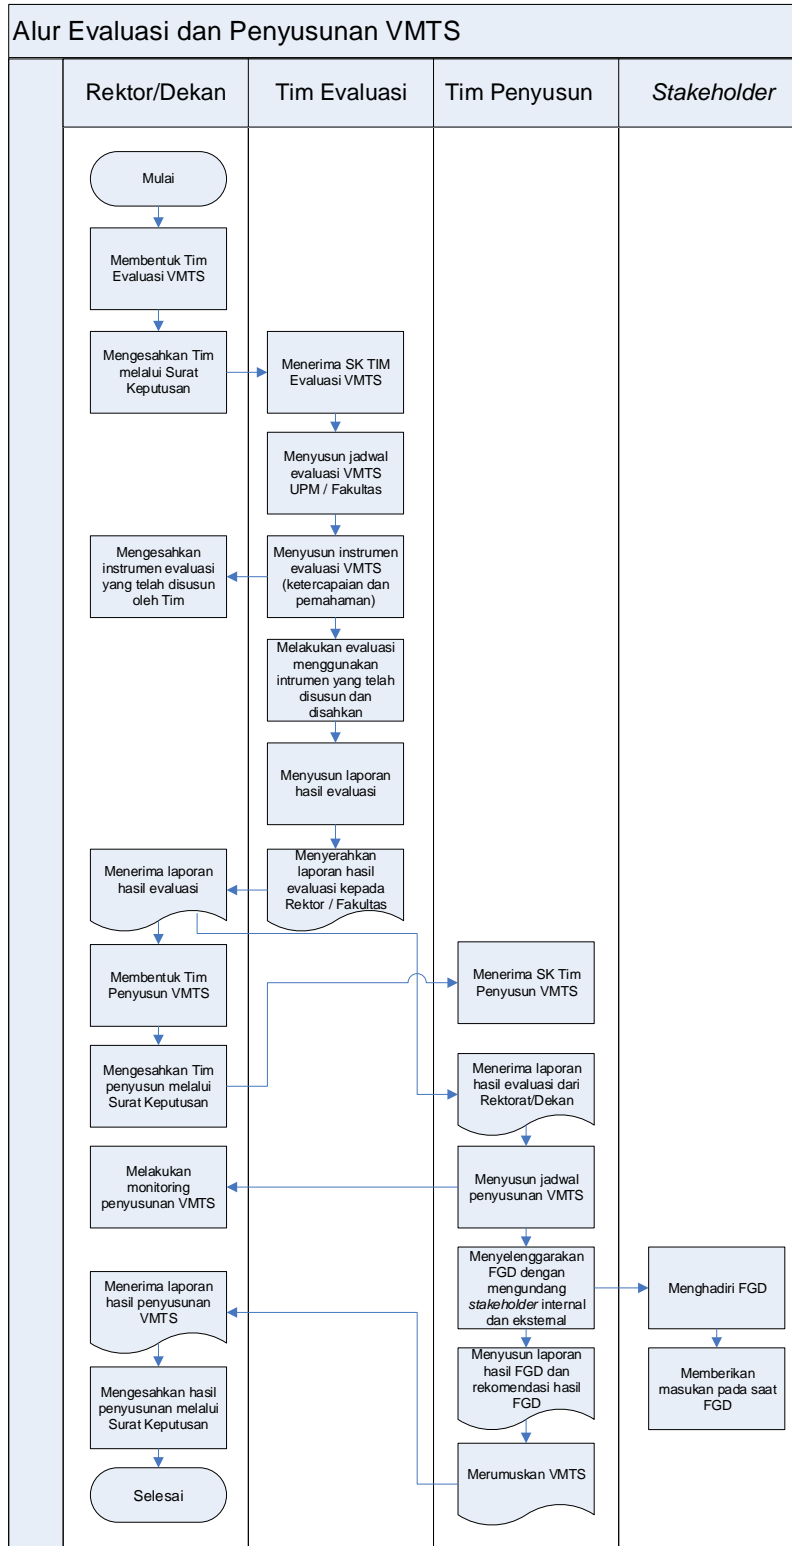 Alur Evaluasi dan Penyusunan VMTS
Rektor/Dekan
Tim Evaluasi
Tim Penyusun
Stakeholder
Mulai
Membentuk Tim
Evaluasi VMTS
Mengesahkan Tim
melalui Surat
Keputusan
Menerima SK TIM
Evaluasi VMTS
Menyusun jadwal
evaluasi VMTS
UPM / Fakultas
Mengesahkan
instrumen evaluasi
yang telah disusun
oleh Tim
Menyusun instrumen
evaluasi VMTS
(ketercapaian dan
pemahaman)
Melakukan evaluasi
menggunakan
intrumen yang telah
disusun dan
disahkan
Menyusun laporan
hasil evaluasi
Menerima laporan
hasil evaluasi
Menyerahkan
laporan hasil
evaluasi kepada
Rektor / Fakultas
Membentuk Tim
Penyusun VMTS
Menerima SK Tim
Penyusun VMTS
Mengesahkan Tim
penyusun melalui
Surat Keputusan
Menerima laporan
hasil evaluasi dari
Rektorat/Dekan
Melakukan
monitoring
penyusunan VMTS
Menyusun jadwal
penyusunan VMTS
Menyelenggarakan
FGD dengan
mengundang
stakeholder internal
dan eksternal
Menghadiri FGD
Menerima laporan
hasil penyusunan
VMTS
Menyusun laporan
hasil FGD dan
rekomendasi hasil
FGD
Memberikan
masukan pada saat
FGD
Mengesahkan hasil
penyusunan melalui
Surat Keputusan
Merumuskan VMTS
Selesai